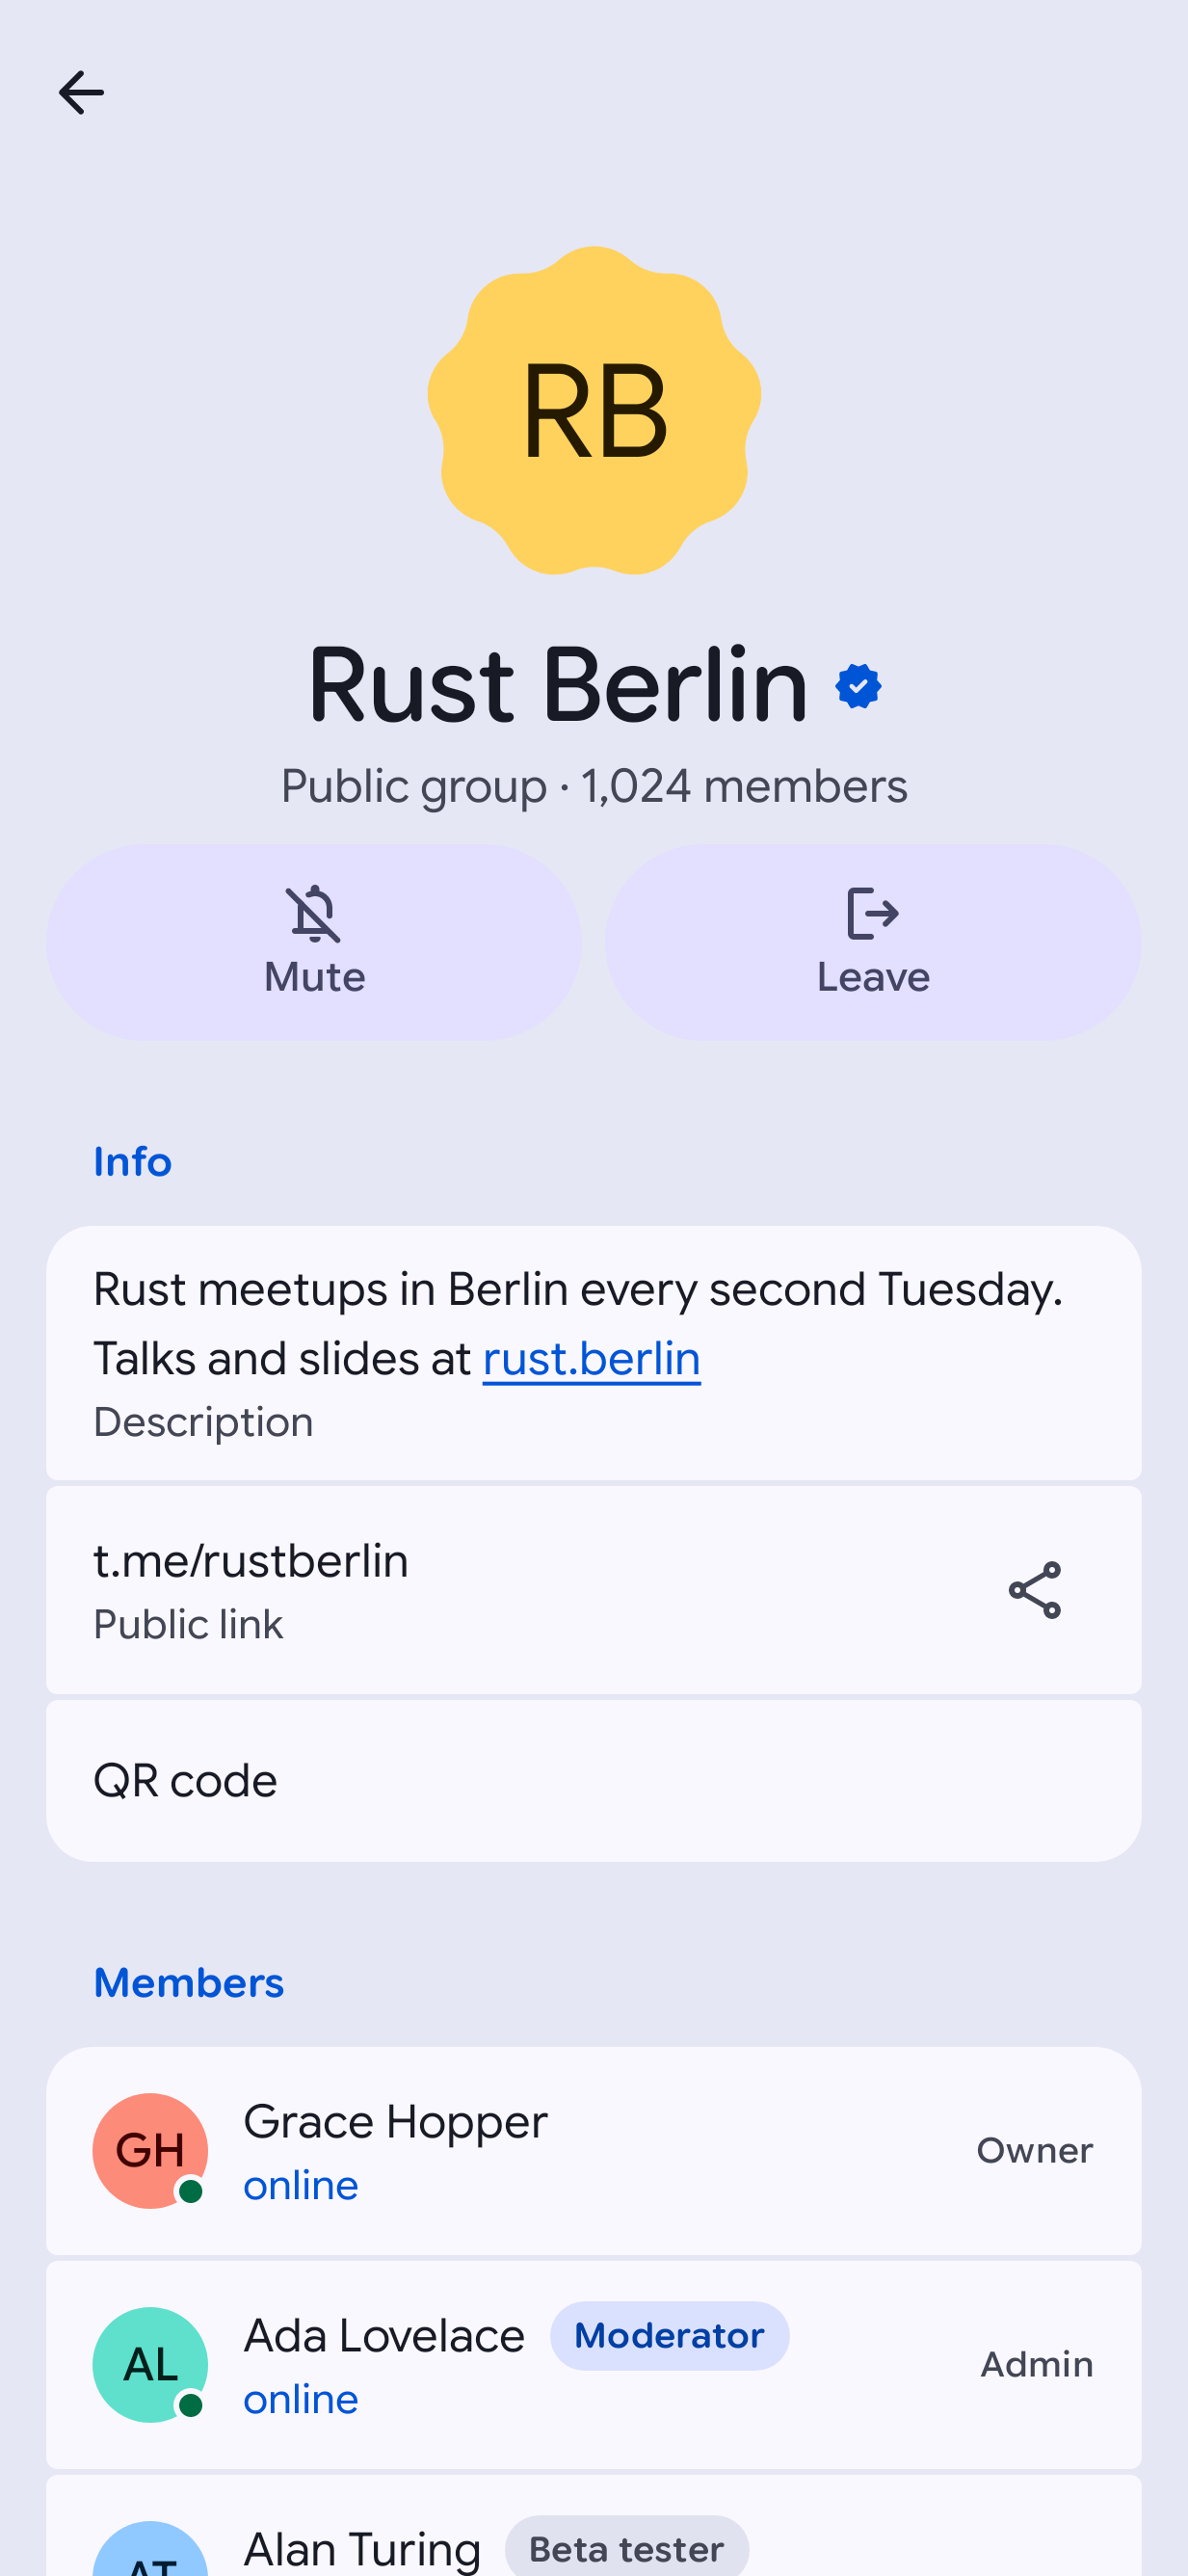 RB
Rust Berlin
Public group · 1,024 members
Mute
Leave
Info
Rust meetups in Berlin every second Tuesday.
Talks and slides at rust.berlin
Description
t.me/rustberlin
Public link
QR code
Members
GH
Grace Hopper
online
Owner
AL
Ada Lovelace
Moderator
online
Admin
AT
Alan Turing
Beta tester